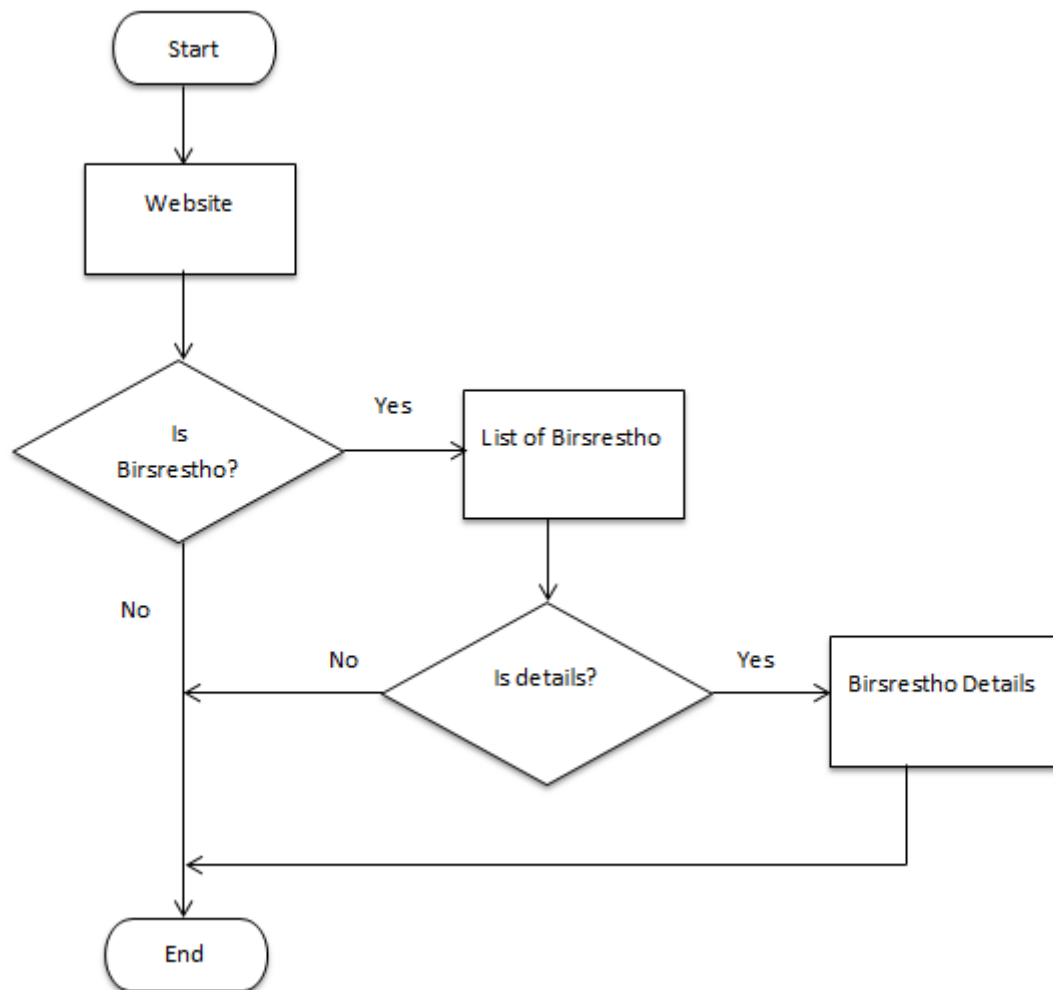 Start
Website
Is
Birsrestho?
Yes
List of Birsrestho
No
Is details?
No
Yes
Birsrestho Details
End